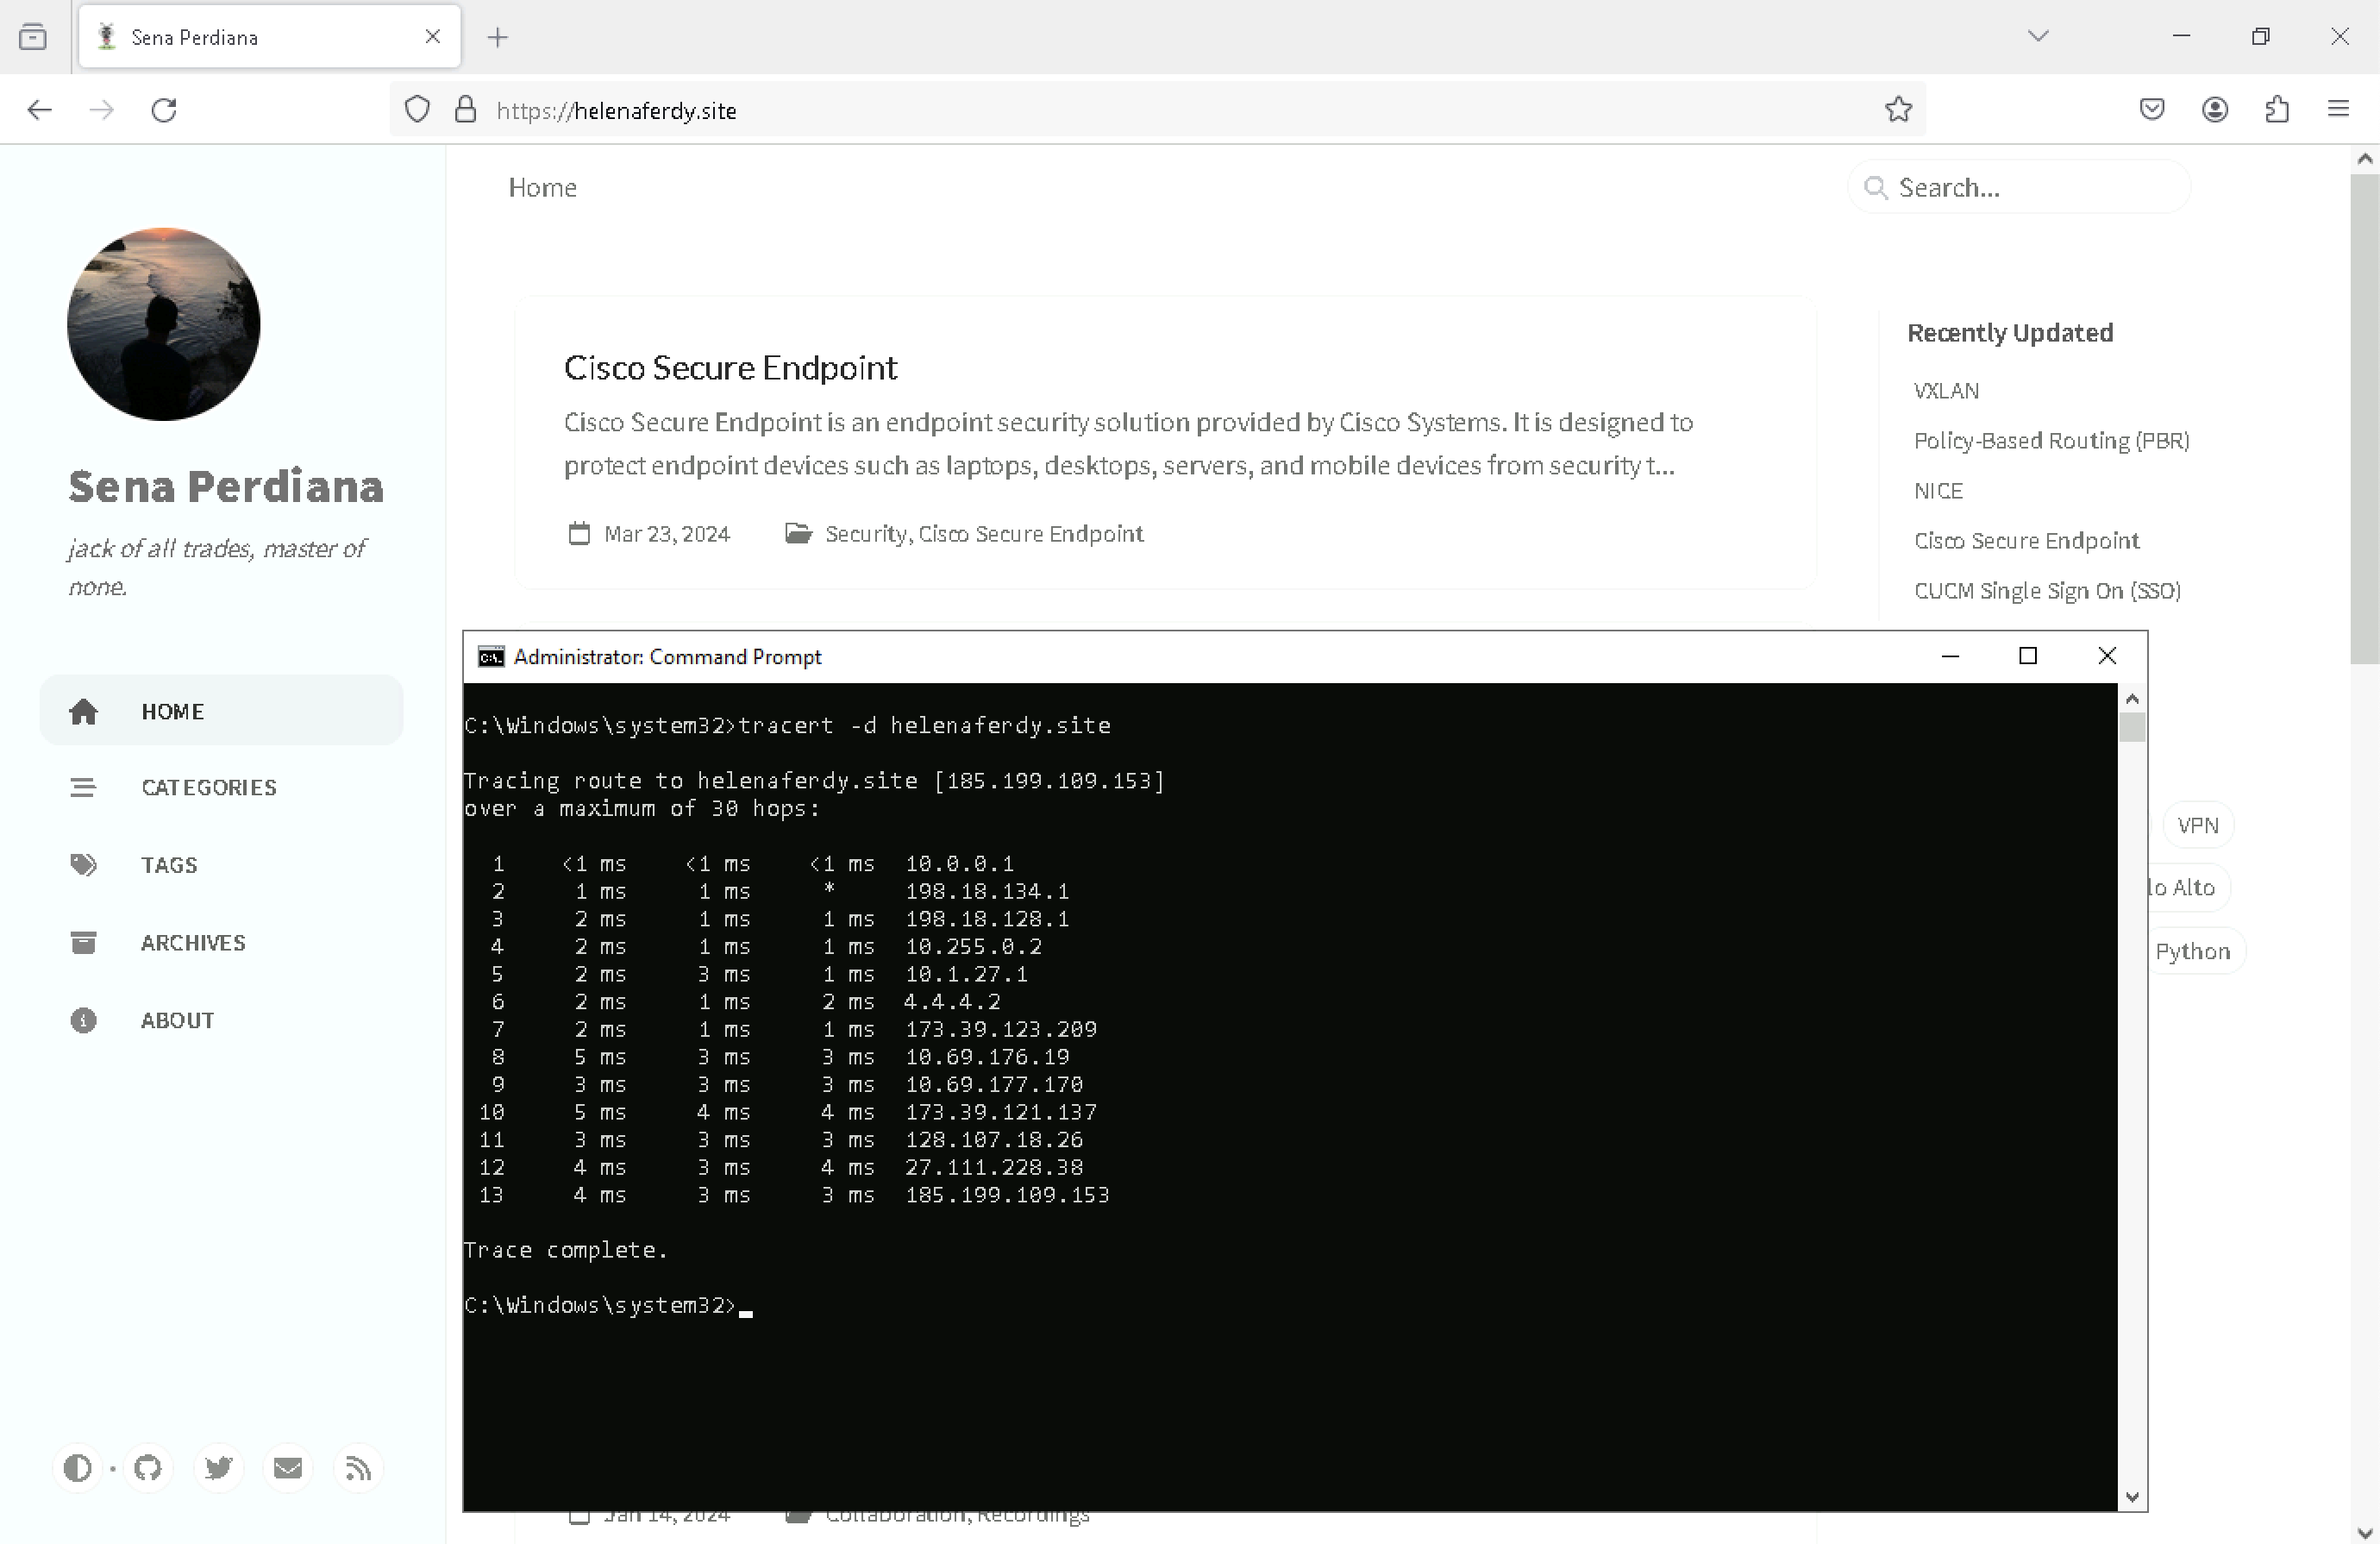 Sena Perdiana
https://helenaferdy.site
Sena Perdiana
jack of all trades, master of
none.
HOME
CATEGORIES
TAGS
ARCHIVES
ABOUT
Home
Search...
Cisco Secure Endpoint
Cisco Secure Endpoint is an endpoint security solution provided by Cisco Systems. It is designed to
protect endpoint devices such as laptops, desktops, servers, and mobile devices from security t...
Mar 23, 2024 Security, Cisco Secure Endpoint
Recently Updated
VXLAN
Policy-Based Routing (PBR)
NICE
Cisco Secure Endpoint
CUCM Single Sign On (SSO)
VPN
lo Alto
Python
Administrator: Command Prompt
C:\Windows\system32>tracert -d helenaferdy.site
Tracing route to helenaferdy.site [185.199.109.153]
over a maximum of 30 hops:
1 <1 ms <1 ms <1 ms 10.0.0.1
2 1 ms 1 ms * 198.18.134.1
3 2 ms 1 ms 1 ms 198.18.128.1
4 2 ms 1 ms 1 ms 10.255.0.2
5 2 ms 3 ms 1 ms 10.1.27.1
6 2 ms 1 ms 2 ms 4.4.4.2
7 2 ms 1 ms 1 ms 173.39.123.209
8 5 ms 3 ms 3 ms 10.69.176.19
9 3 ms 3 ms 3 ms 10.69.177.170
10 5 ms 4 ms 4 ms 173.39.121.137
11 3 ms 3 ms 3 ms 128.107.18.26
12 4 ms 3 ms 4 ms 27.111.228.38
13 4 ms 3 ms 3 ms 185.199.109.153
Trace complete.
C:\Windows\system32>
Jan 14, 2024 Collaboration, Recordings